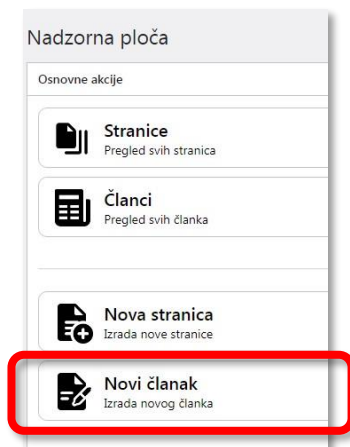 Nadzorna ploča
Osnovne akcije
Stranice
Pregled svih stranica
Članci
Pregled svih članka
Nova stranica
Izrada nove stranice
Novi članak
Izrada novog članka